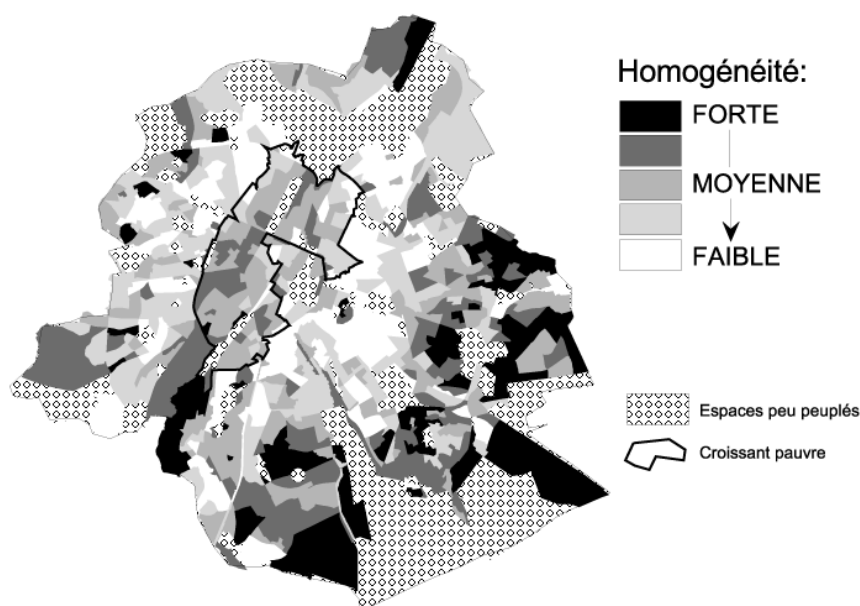 Homogénéité:
FORTE
MOYENNE
FAIBLE
Espaces peu peuplés
Croissant pauvre